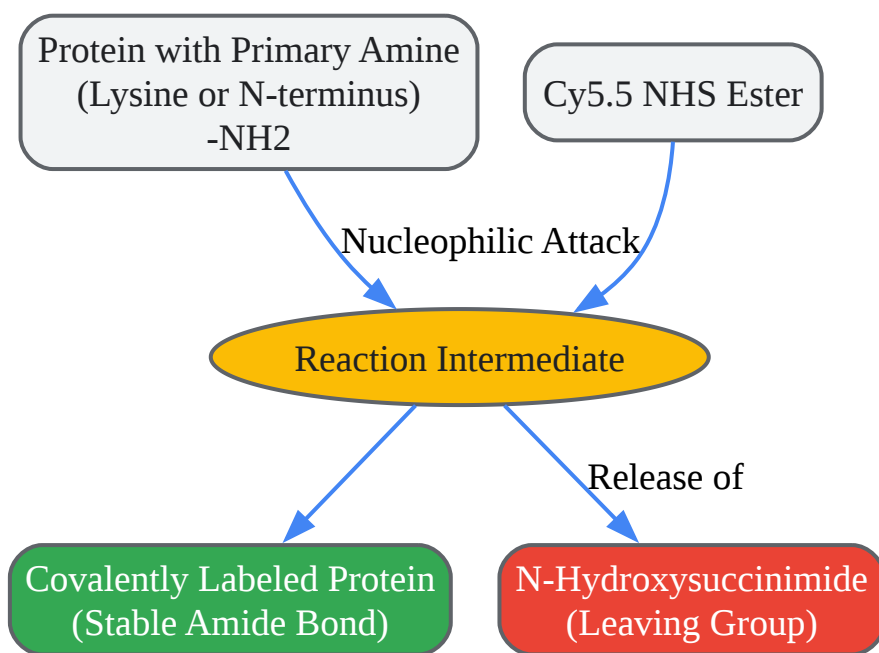 Protein with Primary Amine
(Lysine or N-terminus)
-NH2
Cy5.5 NHS Ester
Nucleophilic Attack
Reaction Intermediate
Release of
Covalently Labeled Protein
(Stable Amide Bond)
N-Hydroxysuccinimide
(Leaving Group)